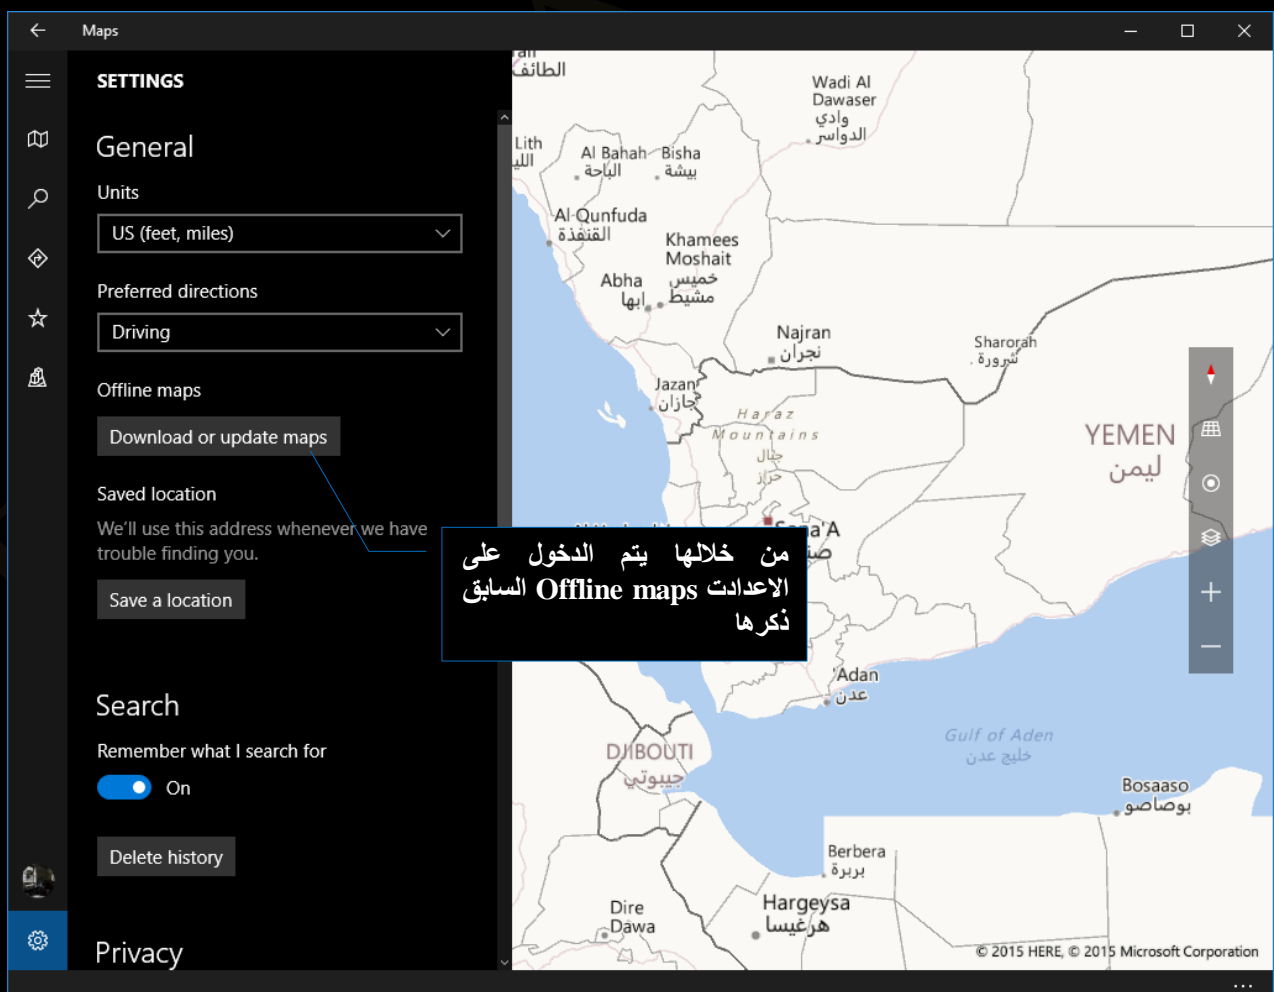 Maps
SETTINGS
General
Units
US (feet, miles)
Preferred directions
Driving
Offline maps
Download or update maps
Saved location
We'll use this address whenever we have
trouble finding you.
Save a location
Search
Remember what I search for
On
Delete history
Privacy
من خلالها يتم الدخول على
الاعدادت Offline maps السابق
ذكرها
الطائف
Wadi Al
Dawaser
وادي
الدواسر
Lith
Al Bahah
الباحة
Bisha
بيشة
Al-Qunfuda
القنفذة
Khamees
Moshait
خميس
مشيط
Abha
ابها
Najran
نجران
Sharorah
شرورة
Jazan
جازان
Haraz
Mountains
جبال
حراز
YEMEN
ليمن
'Adan
عدن
Gulf of Aden
خليج عدن
DJIBOUTI
جيبوتي
Bosaaso
بوصاصو
Berbera
بربرة
Hargeysa
هرغيسا
Dire
Dawa
© 2015 HERE, © 2015 Microsoft Corporation